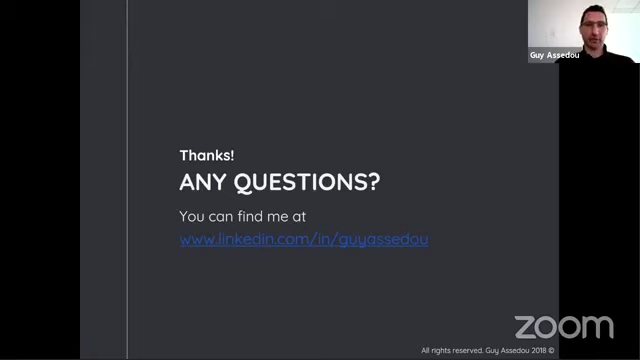 Guy Assedou
Thanks!
ANY QUESTIONS?
You can find me at
www.linkedin.com/in/guyassedou
zoom
All rights reserved. Guy Assedou 2018 ©